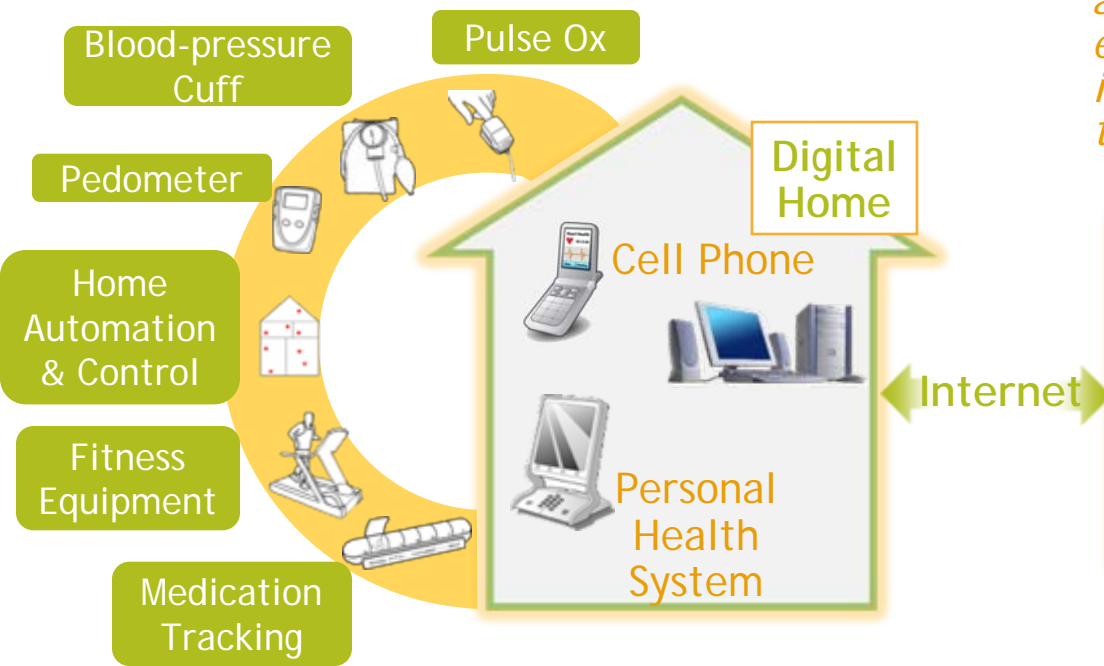 Pulse Ox
Blood-pressure
Cuff
Pedometer
Home
Automation
& Control
Fitness
Equipment
Medication
Tracking
Digital
Home
Cell Phone
Personal
Health
System
Internet